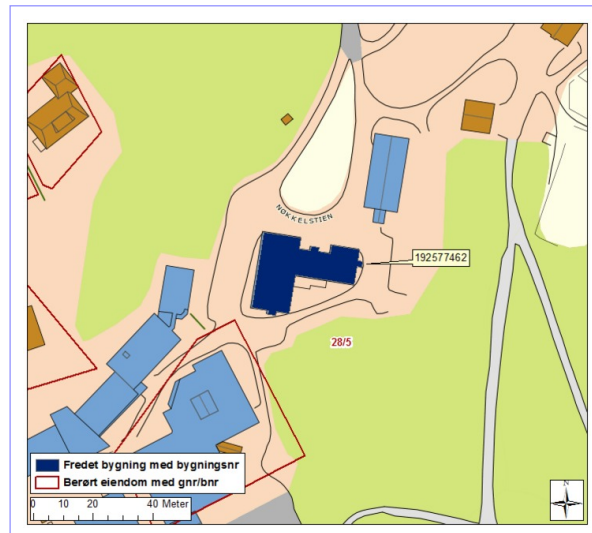 NØKKELSTIEN
192577462
28/5
Fredet bygning med bygningsnr
Berørt eiendom med gnr/bnr
0 10 20 40 Meter
N